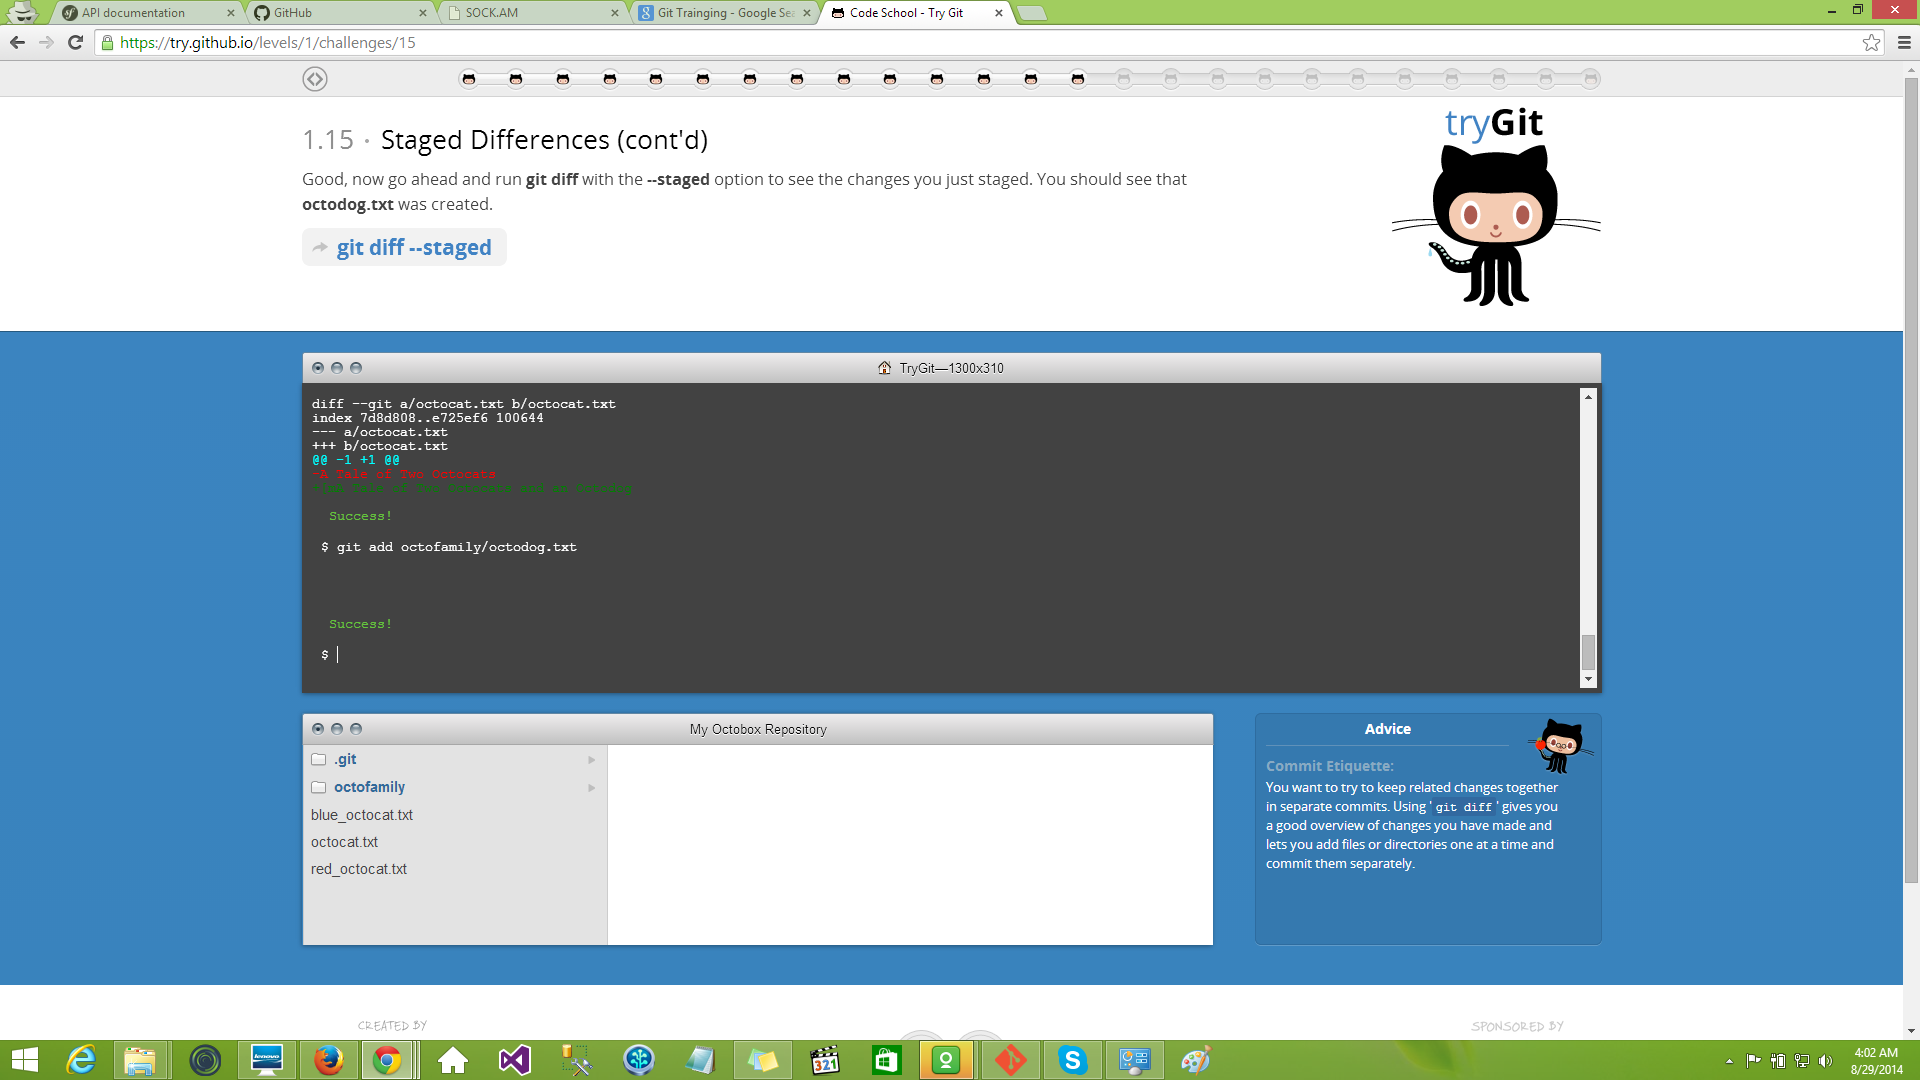 API documentation
GitHub
SOCK.AM
Git Trainging - Google Sea
Code School - Try Git
https://try.github.io/levels/1/challenges/15
tryGit
1.15 · Staged Differences (cont'd)
Good, now go ahead and run git diff with the --staged option to see the changes you just staged. You should see that
octodog.txt was created.
git diff --staged
TryGit—1300x310
diff --git a/octocat.txt b/octocat.txt
index 7d8d808..e725ef6 100644
--- a/octocat.txt
+++ b/octocat.txt
@@ -1 +1 @@
-A Tale of Two Octocats
+[mA Tale of Two Octocats and an Octodog
Success!
$ git add octofamily/octodog.txt
Success!
$
My Octobox Repository
.git
octofamily
blue_octocat.txt
octocat.txt
red_octocat.txt
Advice
Commit Etiquette:
You want to try to keep related changes together
in separate commits. Using 'git diff' gives you
a good overview of changes you have made and
lets you add files or directories one at a time and
commit them separately.
CREATED BY
SPONSORED BY
lenovo
321
4:02 AM
8/29/2014